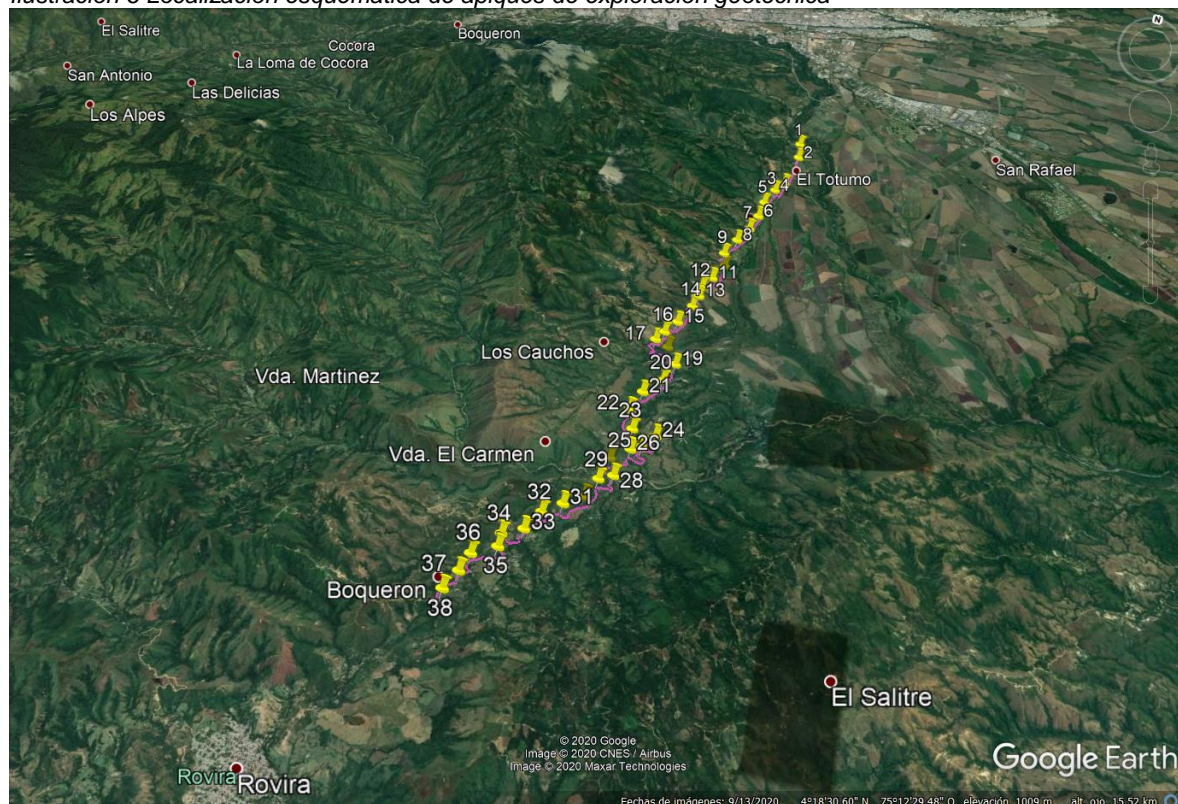 Ilustración 3 Localización esquemática de apiques de exploración geotécnica
El Salitre
Boqueron
N
Cocora
La Loma de Cocora
San Antonio
Las Delicias
Los Alpes
1
2
San Rafael
El Totumo
3
4
5
6
7
8
9
12
11
14
13
16
15
17
Los Cauchos
20
19
Vda. Martinez
21
22
23
24
25
26
Vda. El Carmen
29
28
32
31
34
33
36
35
37
Boqueron
38
El Salitre
© 2020 Google
Image © 2020 CNES / Airbus
Image © 2020 Maxar Technologies
Google Earth
Rovira
Rovira
Fechas de imágenes: 9/13/2020 4°18'30.60" N 75°12'29.48" O elevación 1009 m alt. ojo 15.52 km